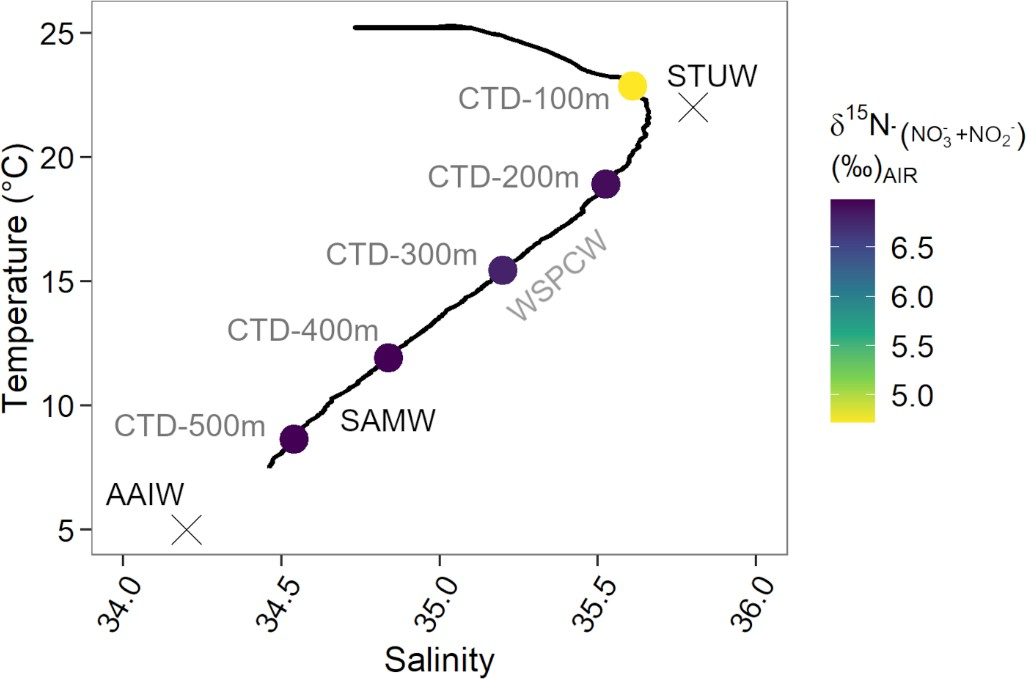 25
20
15
10
5
Temperature (°C)
STUW
CTD-100m
CTD-200m
CTD-300m
WSPCW
CTD-400m
CTD-500m
SAMW
AAIW
34.0
34.5
35.0
35.5
36.0
Salinity
δ¹⁵N-(NO₃⁻+NO₂⁻)
(‰)AIR
6.5
6.0
5.5
5.0